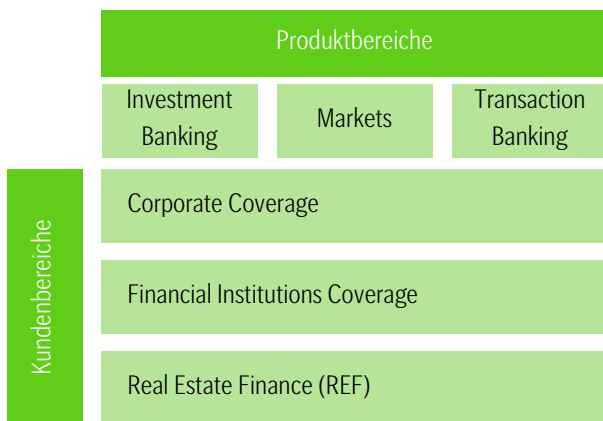 Produktbereiche
Investment
Banking
Markets
Transaction
Banking
Kundenbereiche
Corporate Coverage
Financial Institutions Coverage
Real Estate Finance (REF)